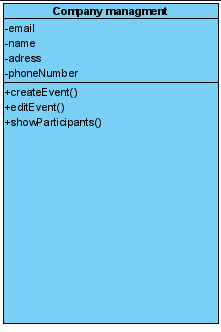 Company managment
-email
-name
-adress
-phoneNumber
+createEvent()
+editEvent()
+showParticipants()